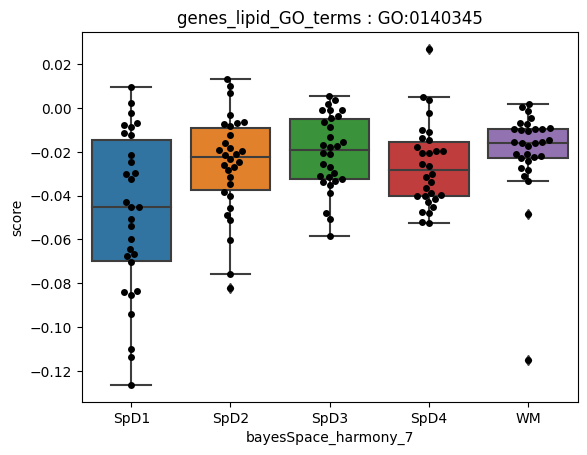 genes_lipid_GO_terms : GO:0140345
0.02
0.00
−0.02
−0.04
−0.06
−0.08
−0.10
−0.12
score
SpD1 SpD2 SpD3 SpD4 WM
bayesSpace_harmony_7